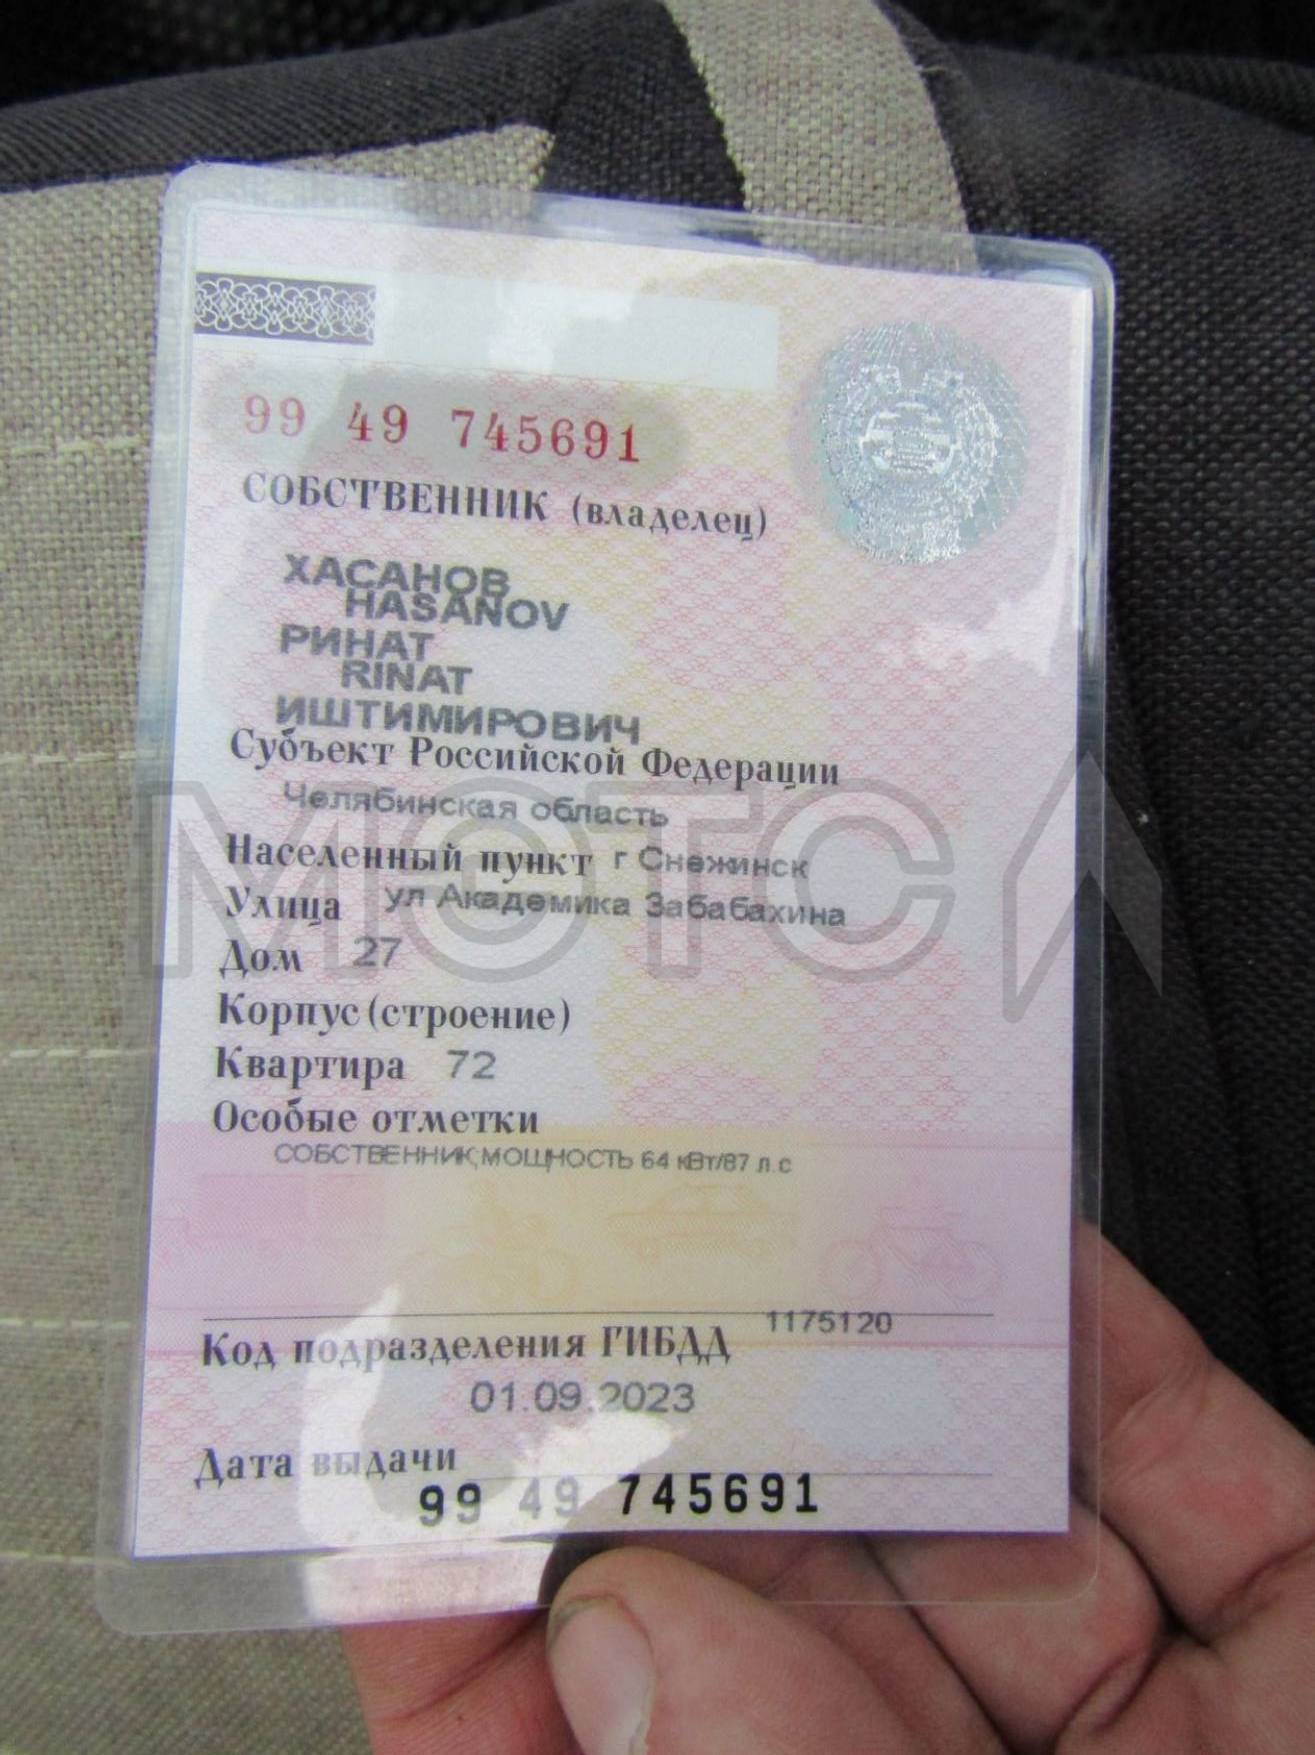 99 49 745691
СОБСТВЕННИК (владелец)
ХАСАНОВ
HASANOV
РИНАТ
RINAT
ИШТИМИРОВИЧ
Субъект Российской Федерации
Челябинская область
Населенный пункт г Снежинск
Улица ул Академика Забабахина
Дом 27
Корпус (строение)
Квартира 72
Особые отметки
СОБСТВЕННИК,МОЩНОСТЬ 64 кВт/87 л.с
1175120
Код подразделения ГИБДД
01.09.2023
Дата выдачи
99 49 745691
МОТСЛ